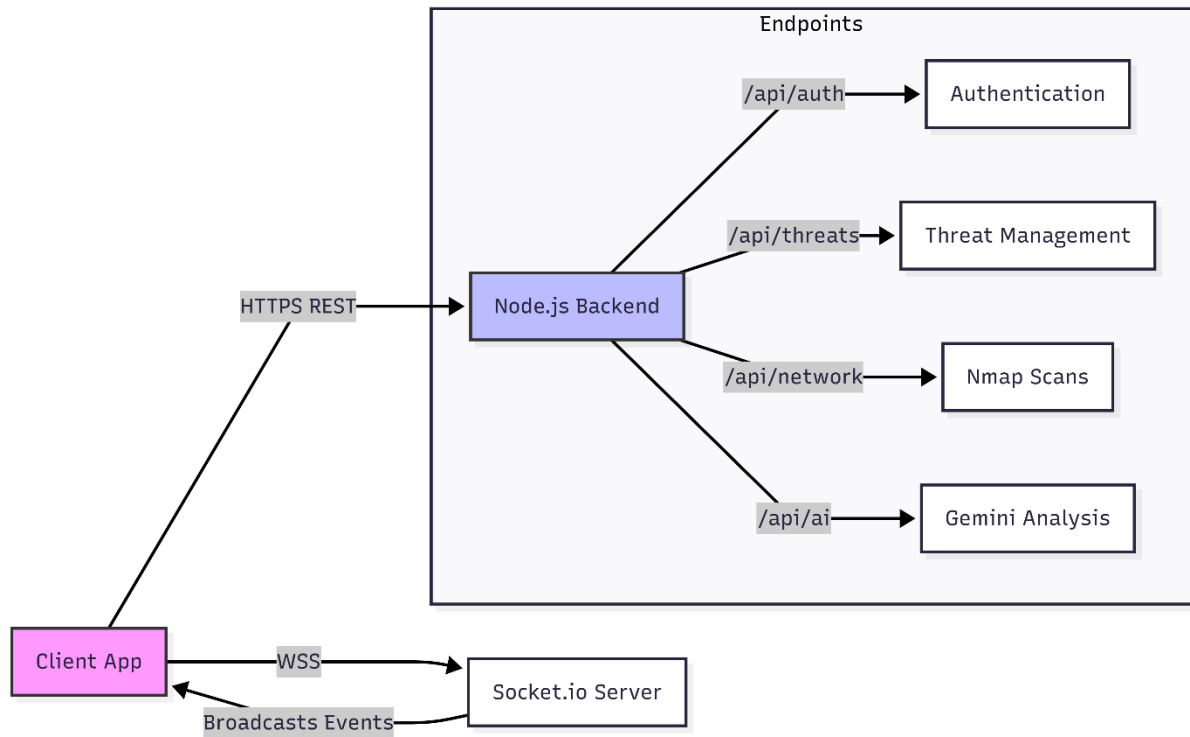 Endpoints
/api/auth
Authentication
/api/threats
Threat Management
HTTPS REST
Node.js Backend
/api/network
Nmap Scans
/api/ai
Gemini Analysis
Client App
WSS
Socket.io Server
Broadcasts Events